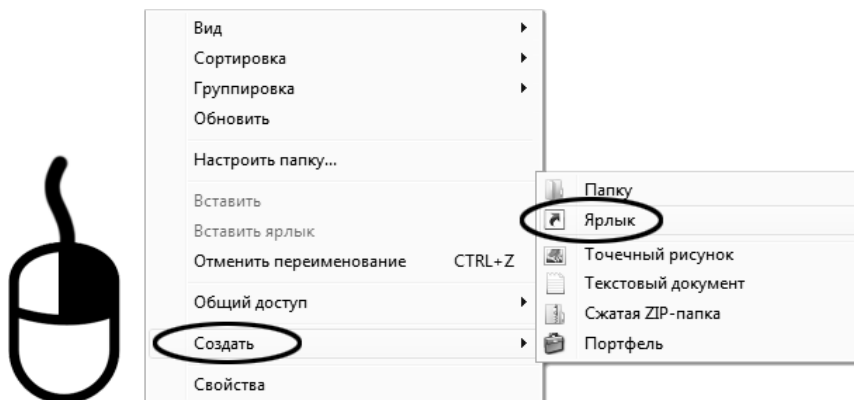 Вид
Сортировка
Группировка
Обновить
Настроить папку...
Вставить
Вставить ярлык
Отменить переименование CTRL+Z
Общий доступ
Создать
Свойства
Папку
Ярлык
Точечный рисунок
Текстовый документ
Сжатая ZIP-папка
Портфель